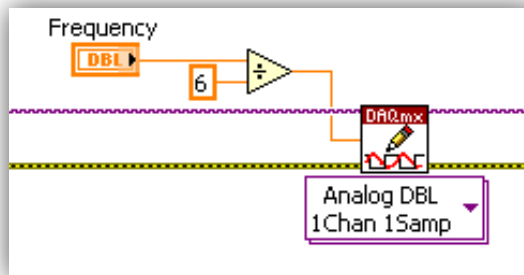 Frequency
DBL
6
÷
DAQmx
Analog DBL
1Chan 1Samp